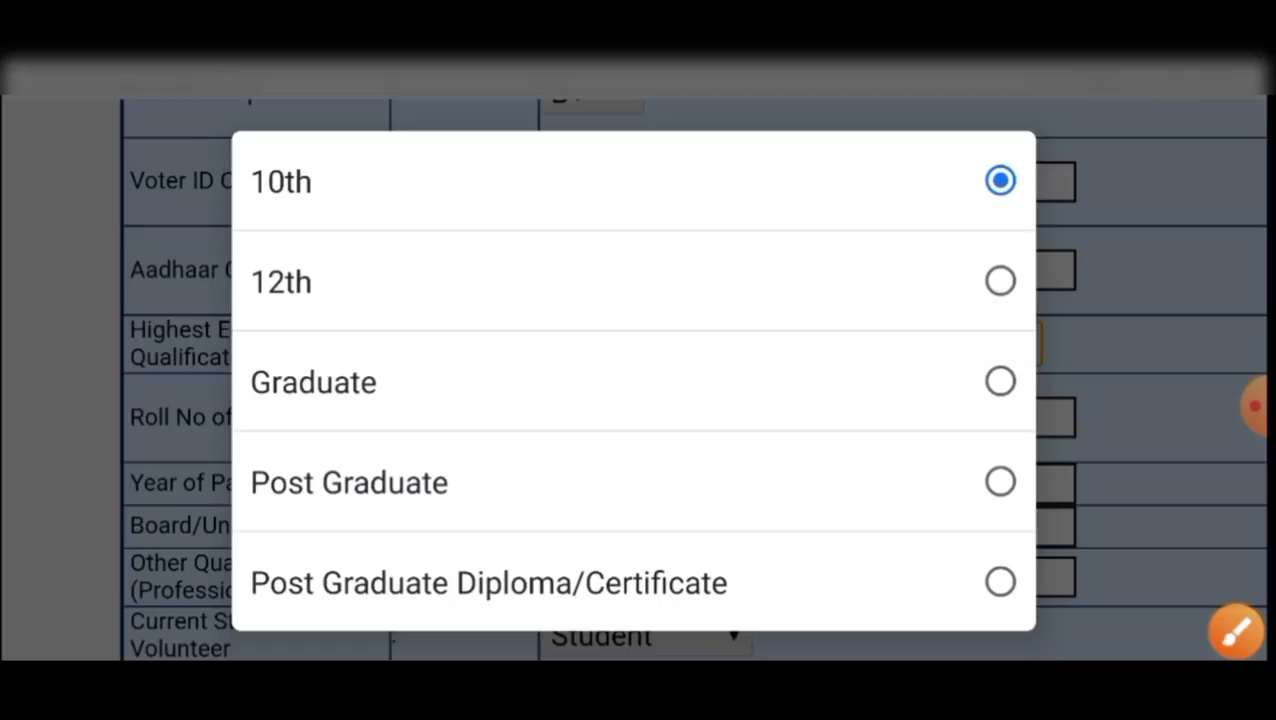 Voter ID C
Aadhaar
Highest E
Qualificat
Roll No of
Year of Pa
Board/Un
Other Qua
(Professio
Current S
Volunteer
10th
12th
Graduate
Post Graduate
Post Graduate Diploma/Certificate
Student